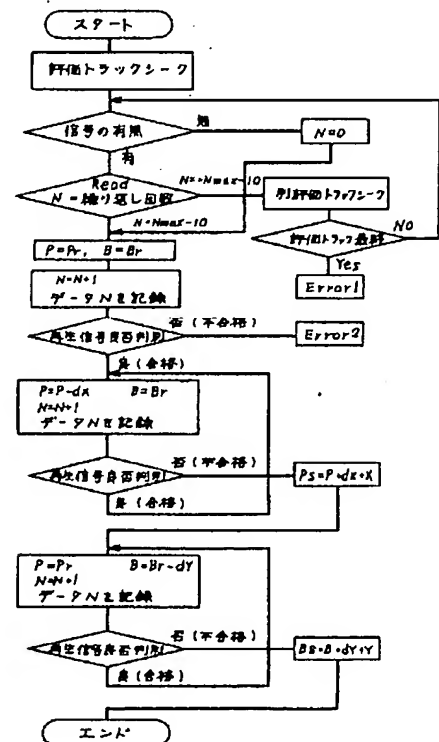 スタート
評価トラックシーク
信号の有無
無
N=0
有
Read
N=繰り返し回数
N>=Nmax-10
別評価トラックシーク
N<Nmax-10
評価トラック最終
NO
Yes
Error1
P=Pr, B=Br
N=N+1
データNを記録
再生信号良否判別
否(不合格)
Error2
良(合格)
P=P-dx B=Br
N=N+1
データNを記録
再生信号良否判別
否(不合格)
Ps=P+dx+X
良(合格)
P=Pr B=Br-dY
N=N+1
データNを記録
再生信号良否判別
否(不合格)
Bs=B+dY+Y
良(合格)
エンド